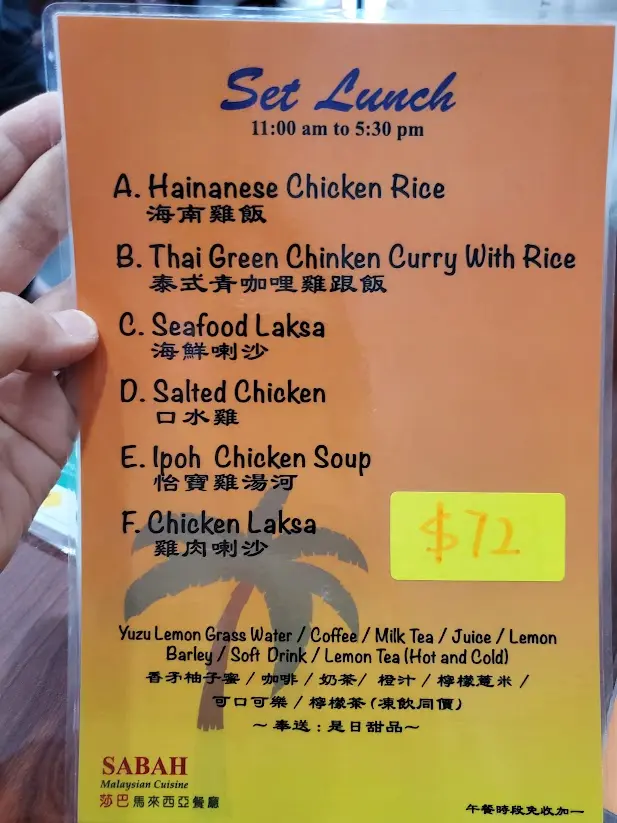 Set Lunch
11:00 am to 5:30 pm
A. Hainanese Chicken Rice
海南雞飯
B. Thai Green Chinken Curry With Rice
泰式青咖哩雞跟飯
C. Seafood Laksa
海鮮喇沙
D. Salted Chicken
口水雞
E. Ipoh Chicken Soup
怡寶雞湯河
F. Chicken Laksa
雞肉喇沙
$72
Yuzu Lemon Grass Water / Coffee / Milk Tea / Juice / Lemon
Barley / Soft Drink / Lemon Tea (Hot and Cold)
香矛柚子蜜 / 咖啡 / 奶茶 / 橙汁 / 檸檬薏米 /
可口可樂 / 檸檬茶 (凍飲同價)
～ 奉送 : 是日甜品～
SABAH
Malaysian Cuisine
莎巴馬來西亞餐廳
午餐時段免收加一